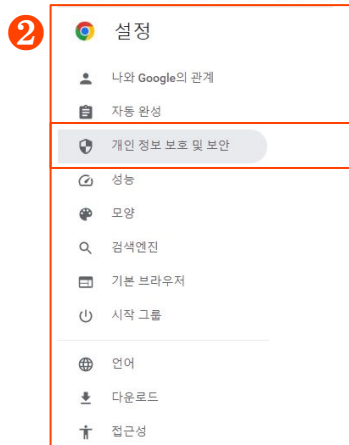 2
설정
나와 Google의 관계
자동 완성
개인 정보 보호 및 보안
성능
모양
검색엔진
기본 브라우저
시작 그룹
언어
다운로드
접근성